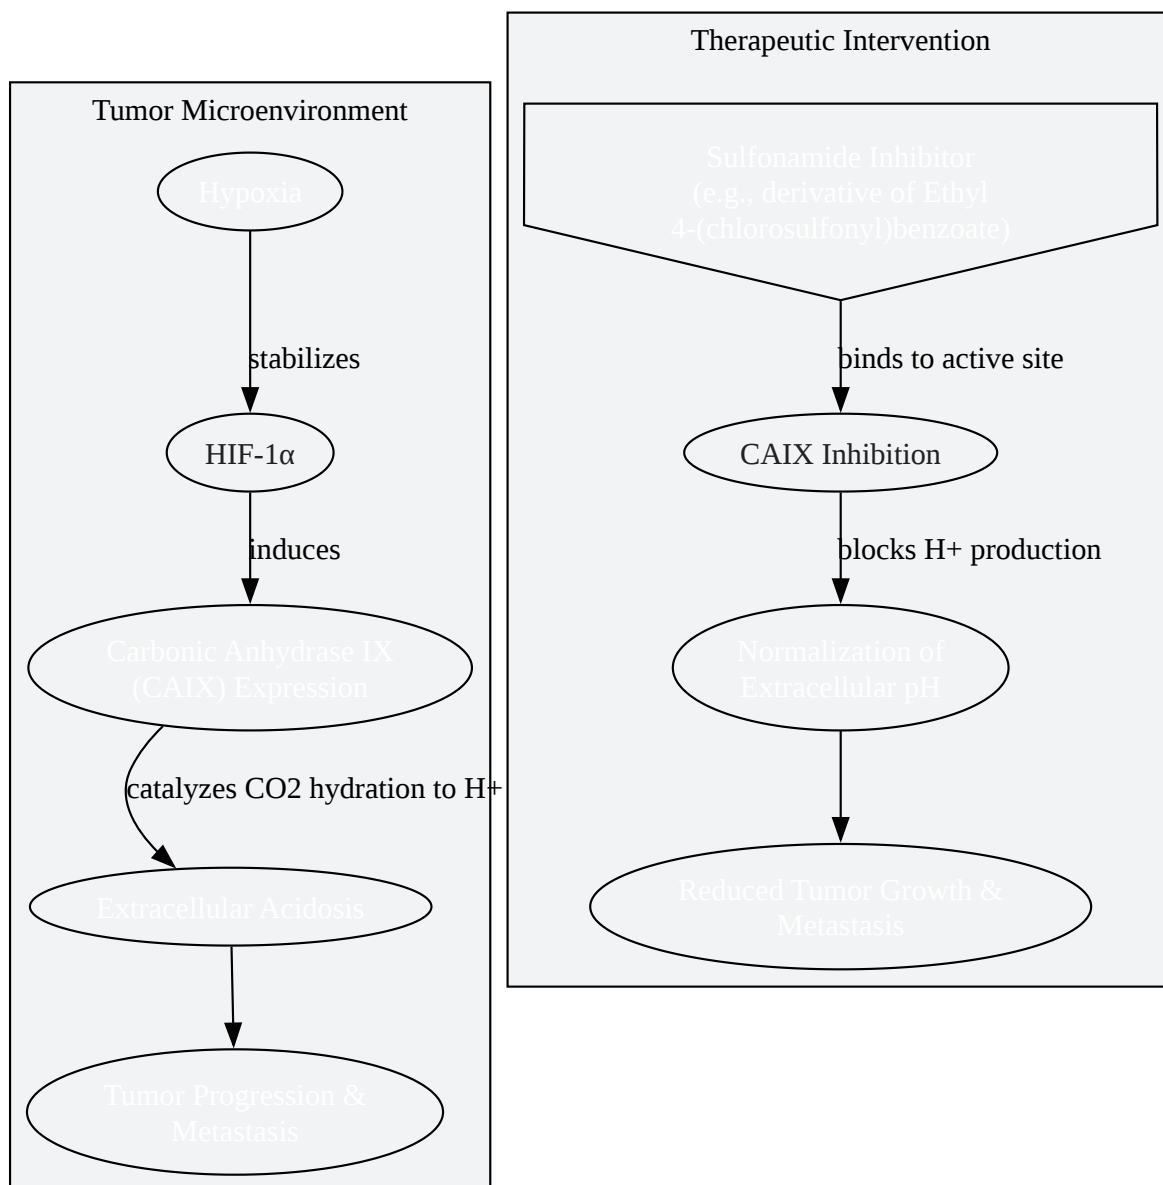 Tumor Microenvironment
Hypoxia
stabilizes
HIF-1α
induces
Carbonic Anhydrase IX
(CAIX) Expression
catalyzes CO2 hydration to H+
Extracellular Acidosis
Tumor Progression &
Metastasis
Therapeutic Intervention
Sulfonamide Inhibitor
(e.g., derivative of Ethyl
4-(chlorosulfonyl)benzoate)
binds to active site
CAIX Inhibition
blocks H+ production
Normalization of
Extracellular pH
Reduced Tumor Growth &
Metastasis